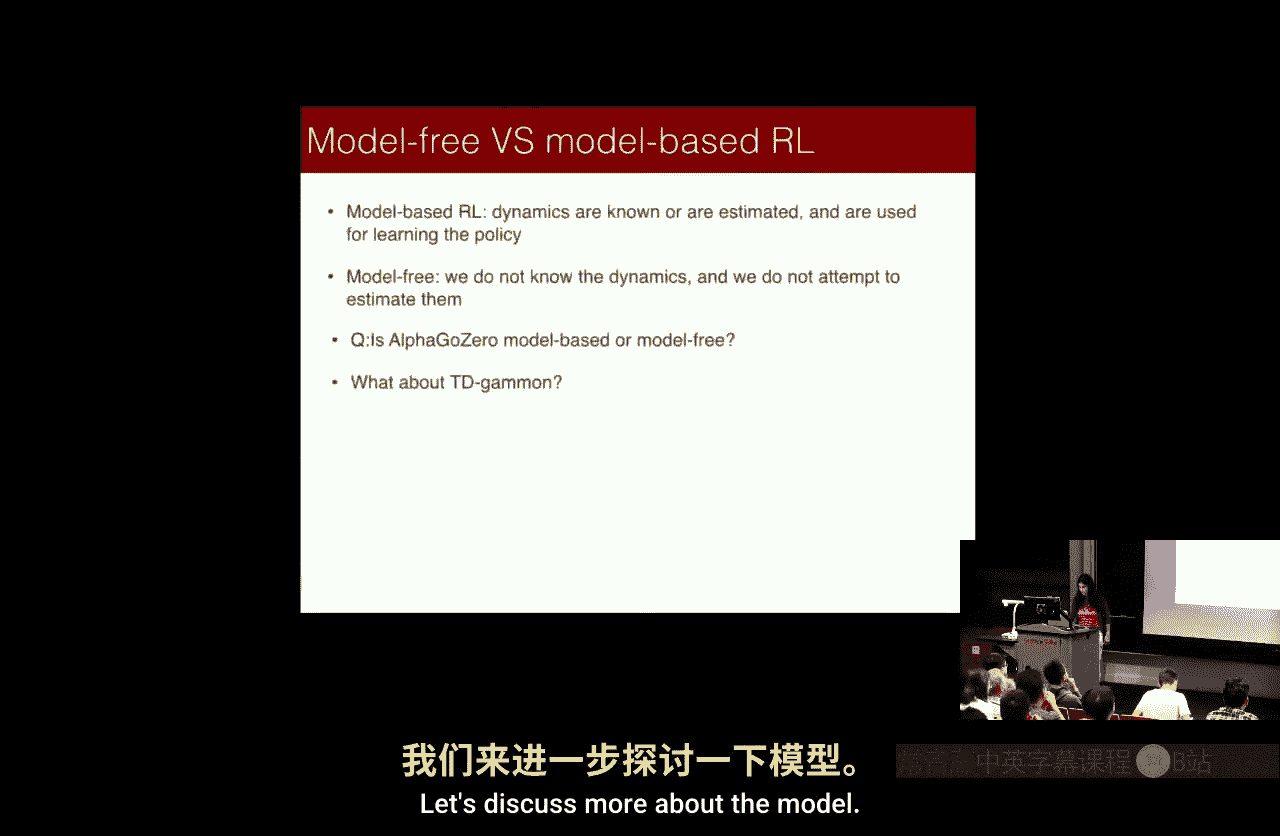 Model-free VS model-based RL
• Model-based RL: dynamics are known or are estimated, and are used
for learning the policy
• Model-free: we do not know the dynamics, and we do not attempt to
estimate them
• Q:Is AlphaGoZero model-based or model-free?
• What about TD-gammon?
我们来进一步探讨一下模型。
中英字幕课程 B站
Let's discuss more about the model.